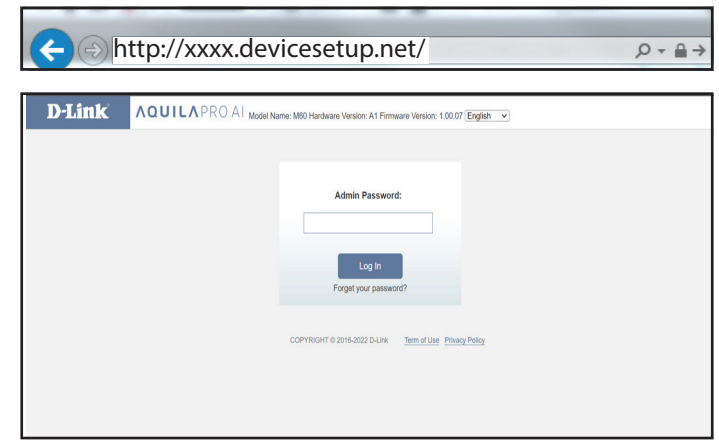 http://xxxx.devicesetup.net/
D-Link AQUILAPRO AI Model Name: M60 Hardware Version: A1 Firmware Version: 1.00.07 English
Admin Password:
Log In
Forget your password?
COPYRIGHT © 2016-2022 D-Link Term of Use Privacy Policy